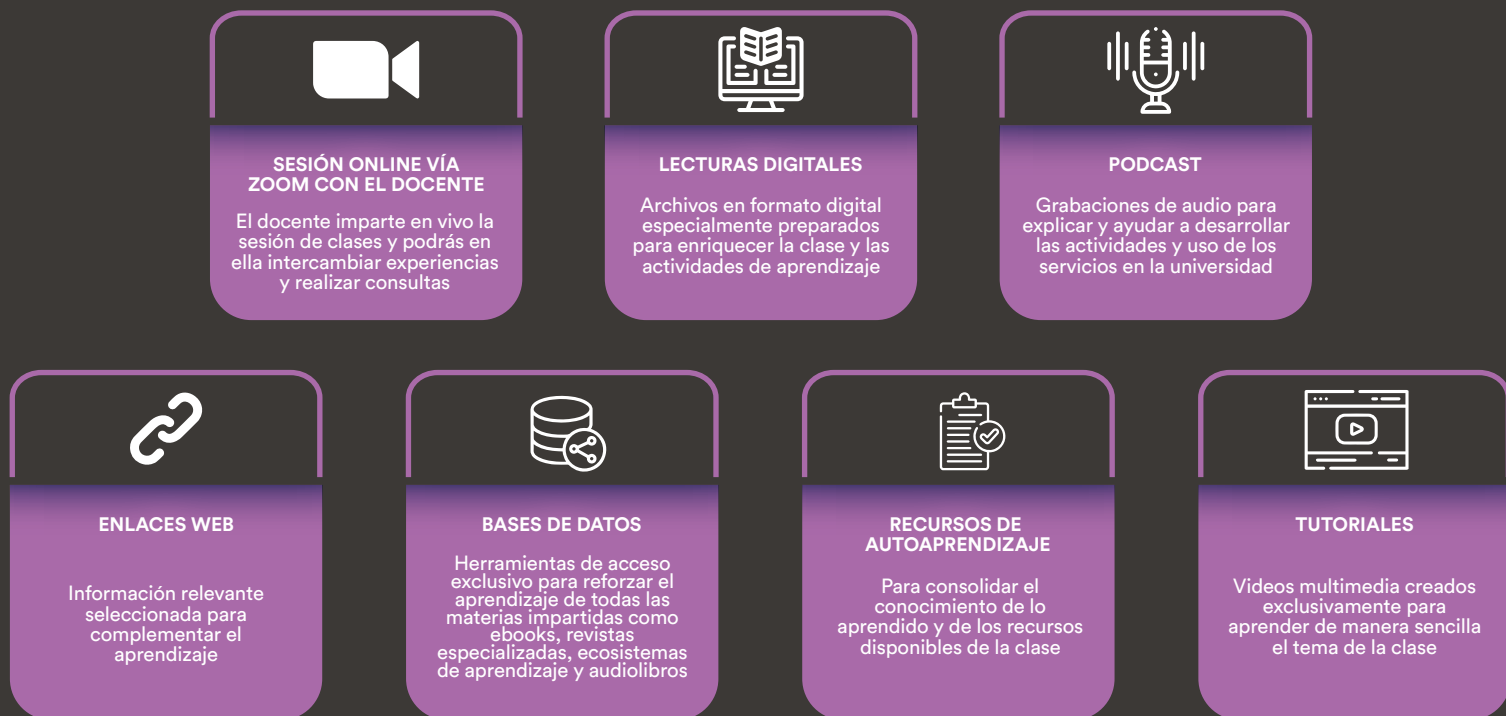 SESIÓN ONLINE VÍA
ZOOM CON EL DOCENTE
El docente imparte en vivo la
sesión de clases y podrás en
ella intercambiar experiencias
y realizar consultas
LECTURAS DIGITALES
Archivos en formato digital
especialmente preparados
para enriquecer la clase y las
actividades de aprendizaje
PODCAST
Grabaciones de audio para
explicar y ayudar a desarrollar
las actividades y uso de los
servicios en la universidad
ENLACES WEB
Información relevante
seleccionada para
complementar el
aprendizaje
BASES DE DATOS
Herramientas de acceso
exclusivo para reforzar el
aprendizaje de todas las
materias impartidas como
ebooks, revistas
especializadas, ecosistemas
de aprendizaje y audiolibros
RECURSOS DE
AUTOAPRENDIZAJE
Para consolidar el
conocimiento de lo
aprendido y de los recursos
disponibles de la clase
TUTORIALES
Videos multimedia creados
exclusivamente para
aprender de manera sencilla
el tema de la clase